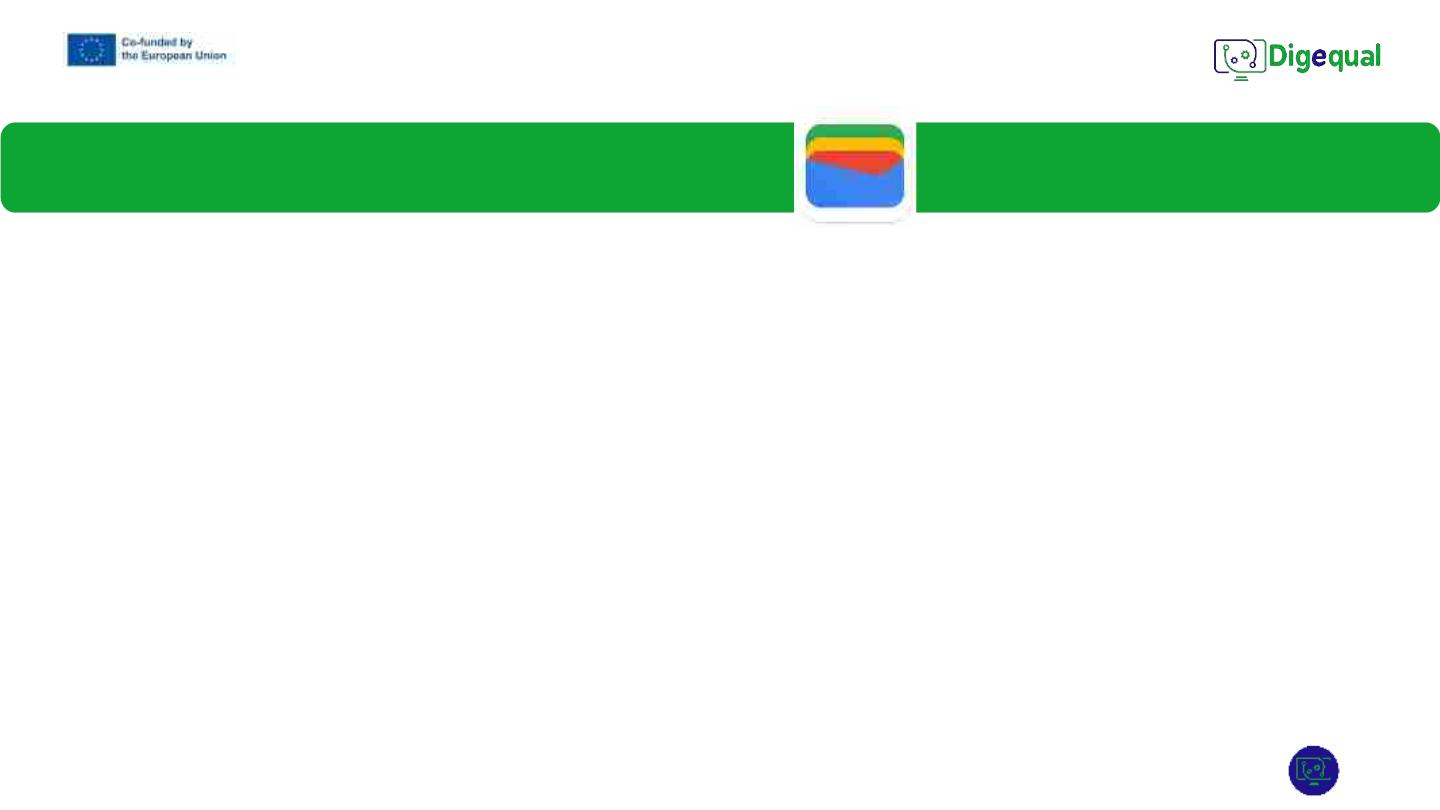 Co-funded by
the European Union
Digequal